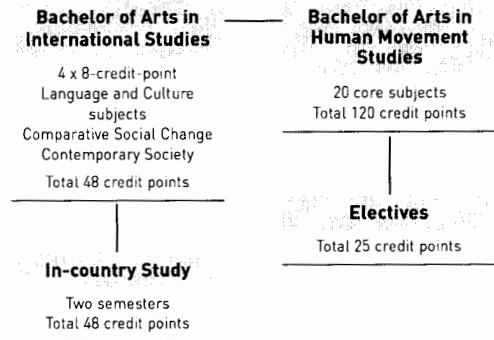 Bachelor of Arts in
International Studies
4 x 8-credit-point
Language and Culture
subjects
Comparative Social Change
Contemporary Society
Total 48 credit points
In-country Study
Two semesters
Total 48 credit points
Bachelor of Arts in
Human Movement
Studies
20 core subjects
Total 120 credit points
Electives
Total 25 credit points